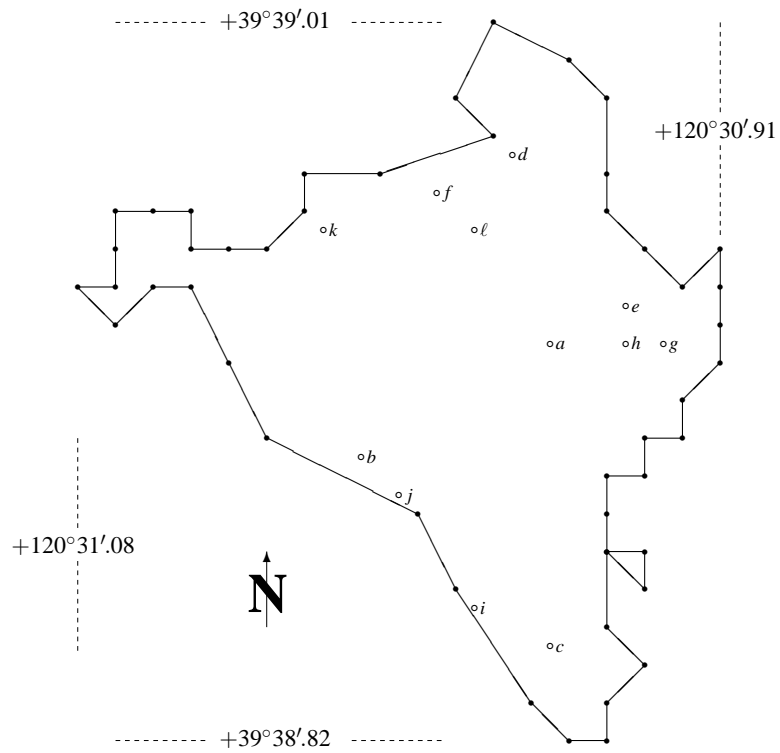 +39°39′.01
+120°30′.91
d
f
k
ℓ
e
a
h
g
b
j
+120°31′.08
N
i
c
+39°38′.82